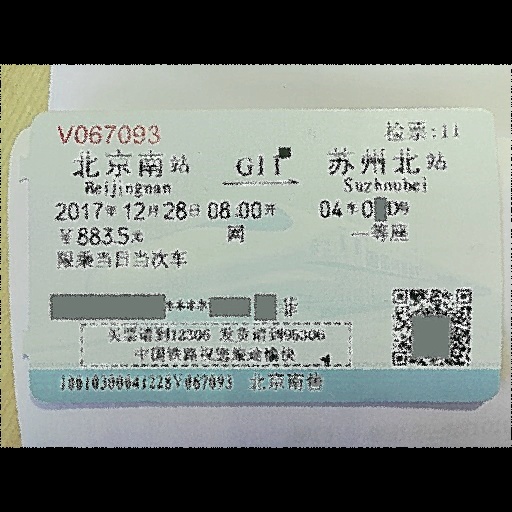 V067093 检票:11
北京南站 G11 苏州北站
Beijingnan Suzhoubei
2017年12月28日 08:00开 04车0
￥883.5元 网 一等座
限乘当日当次车
****
买票请到12306 发货请到95306
中国铁路祝您旅途愉快
10010300041228V067093 北京南售